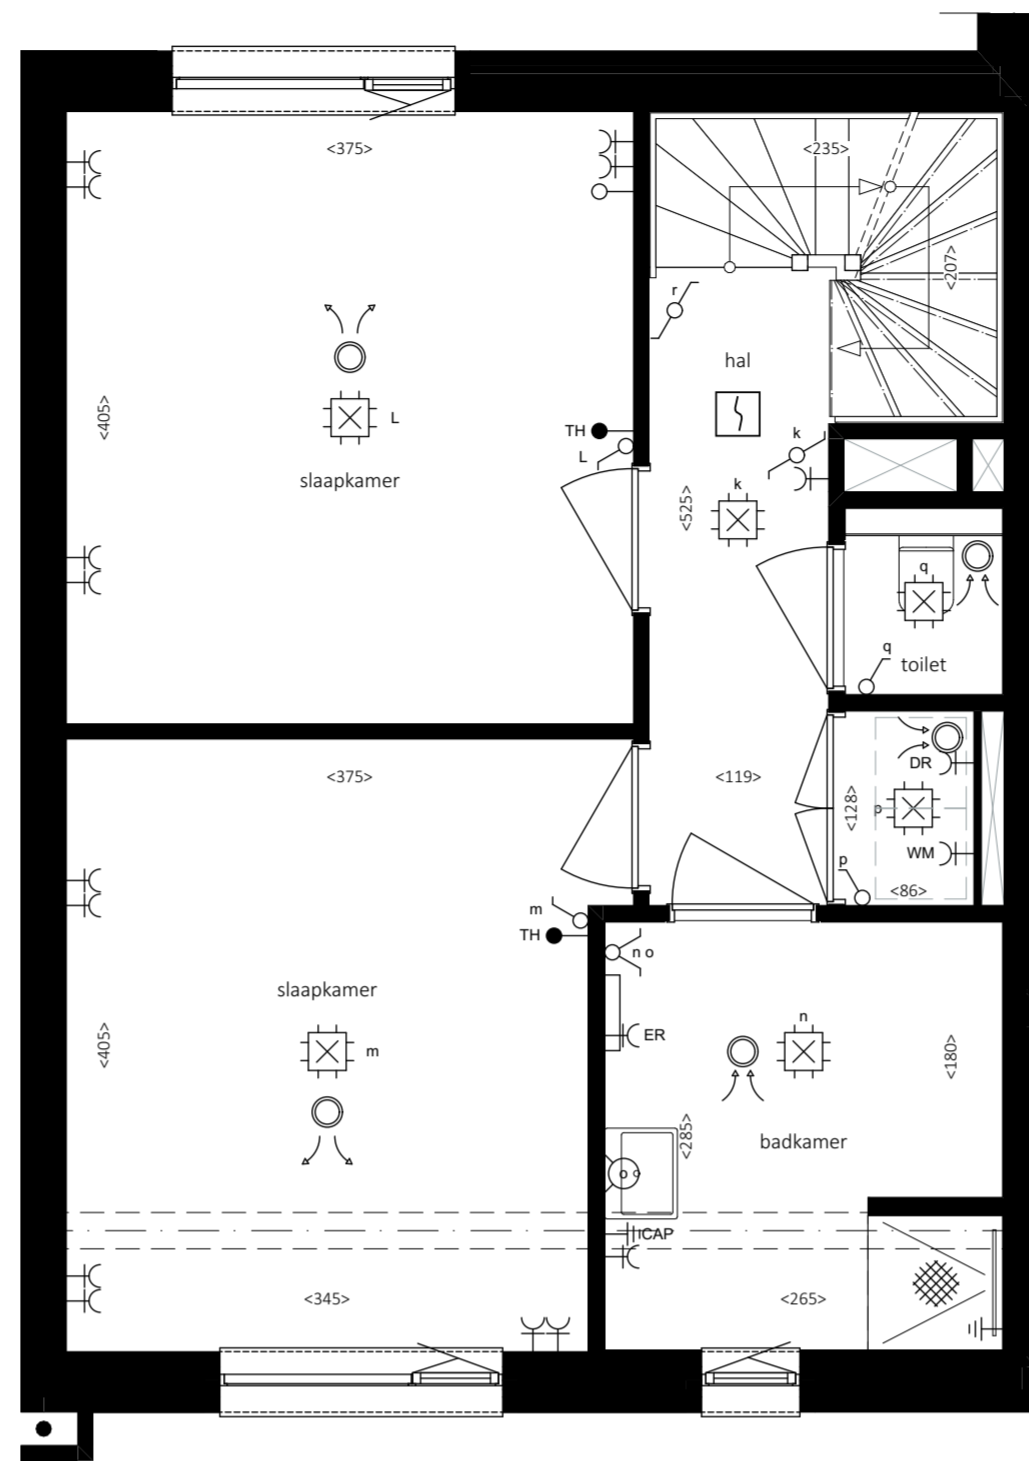 <375>
<235>
<207>
r
hal
<405>
L
TH
L
k
slaapkamer
k
<525>
q
q
toilet
<375>
<119>
DR
<128>
p
WM
p
<86>
m
TH
n o
slaapkamer
n
ER
m
<405>
<180>
<285>
badkamer
ICAP
<345>
<265>